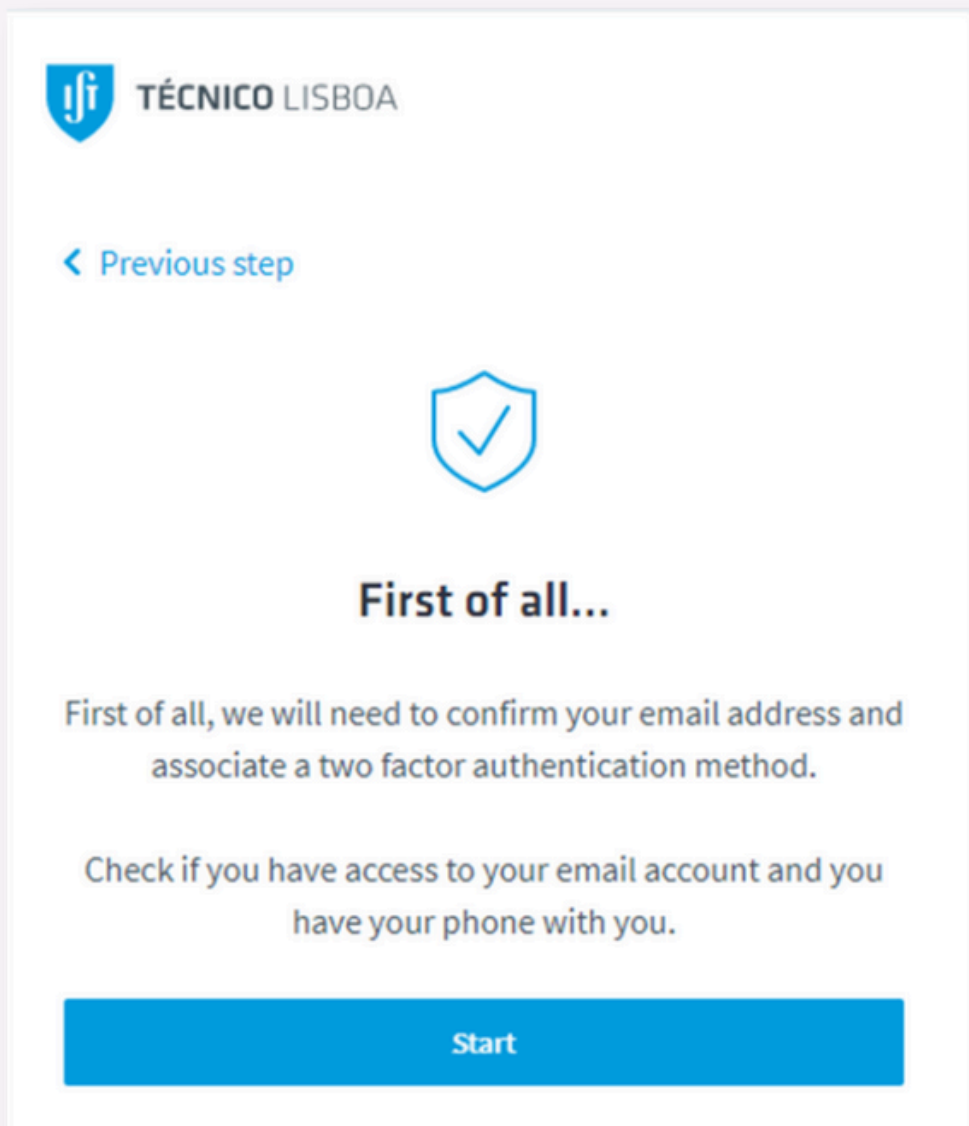 IST TÉCNICO LISBOA
Previous step
First of all...
First of all, we will need to confirm your email address and
associate a two factor authentication method.
Check if you have access to your email account and you
have your phone with you.
Start